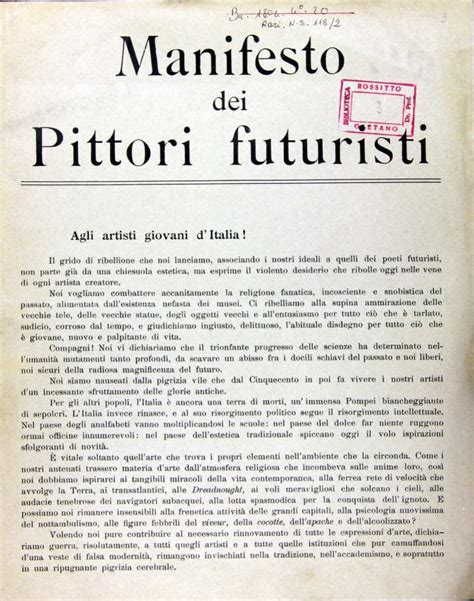 Ba. 1804. 4º. 20
Rari, N.S. 118/2
3
Manifesto
dei
Pittori futuristi
ROSSITTO
BIBLIOTECA
Dr. Prof.
GAETANO
Agli artisti giovani d'Italia!
Il grido di ribellione che noi lanciamo, associando i nostri ideali a quelli dei poeti futuristi,
non parte già da una chiesuola estetica, ma esprime il violento desiderio che ribolle oggi nelle vene
di ogni artista creatore.
Noi vogliamo combattere accanitamente la religione fanatica, incosciente e snobistica del
passato, alimentata dall'esistenza nefasta dei musei. Ci ribelliamo alla supina ammirazione delle
vecchie tele, delle vecchie statue, degli oggetti vecchi e all'entusiasmo per tutto ciò che è tarlato,
sudicio, corroso dal tempo, e giudichiamo ingiusto, delittuoso, l'abituale disdegno per tutto ciò che
è giovane, nuovo e palpitante di vita.
Compagni! Noi vi dichiariamo che il trionfante progresso delle scienze ha determinato nel-
l'umanità mutamenti tanto profondi, da scavare un abisso fra i docili schiavi del passato e noi liberi,
noi sicuri della radiosa magnificenza del futuro.
Noi siamo nauseati dalla pigrizia vile che dal Cinquecento in poi fa vivere i nostri artisti
d'un incessante sfruttamento delle glorie antiche.
Per gli altri popoli, l'Italia è ancora una terra di morti, un'immensa Pompei biancheggiante
di sepolcri. L'Italia invece rinasce, e al suo risorgimento politico segue il risorgimento intellettuale.
Nel paese degli analfabeti vanno moltiplicandosi le scuole: nel paese del dolce far niente ruggono
ormai officine innumerevoli: nel paese dell'estetica tradizionale spiccano oggi il volo ispirazioni
sfolgoranti di novità.
È vitale soltanto quell'arte che trova i propri elementi nell'ambiente che la circonda. Come
i nostri antenati trassero materia d'arte dall'atmosfera religiosa che incombeva sulle anime loro, così
noi dobbiamo ispirarci ai tangibili miracoli della vita contemporanea, alla ferrea rete di velocità che
avvolge la Terra, ai transatlantici, alle Dreadnought, ai voli meravigliosi che solcano i cieli, alle
audacie tenebrose dei navigatori subacquei, alla lotta spasmodica per la conquista dell'ignoto. E
possiamo noi rimanere insensibili alla frenetica attività delle grandi capitali, alla psicologia nuovissima
del nottambulismo, alle figure febbrili del viveur, della cocotte, dell'apache e dell'alcoolizzato?
Volendo noi pure contribuire al necessario rinnovamento di tutte le espressioni d'arte, dichia-
riamo guerra, risolutamente, a tutti quegli artisti e a tutte quelle istituzioni che pur camuffandosi
d'una veste di falsa modernità, rimangono invischiati nella tradizione, nell'accademismo, e sopratutto
in una ripugnante pigrizia cerebrale.